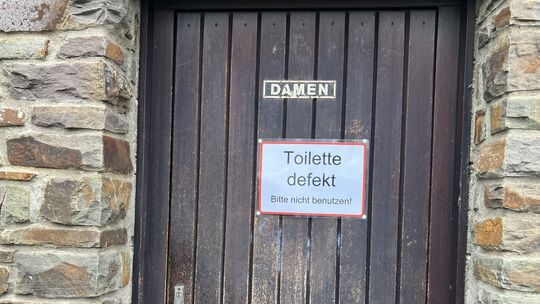 DAMEN
Toilette
defekt
Bitte nicht benutzen!